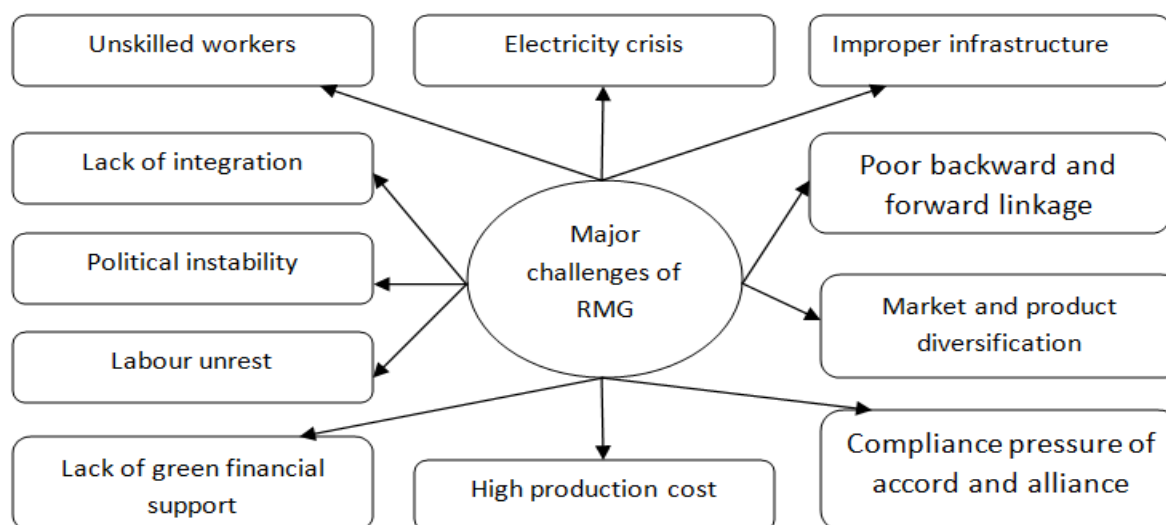 Unskilled workers
Electricity crisis
Improper infrastructure
Lack of integration
Poor backward and
forward linkage
Major
challenges of
RMG
Political instability
Market and product
diversification
Labour unrest
Lack of green financial
support
High production cost
Compliance pressure of
accord and alliance